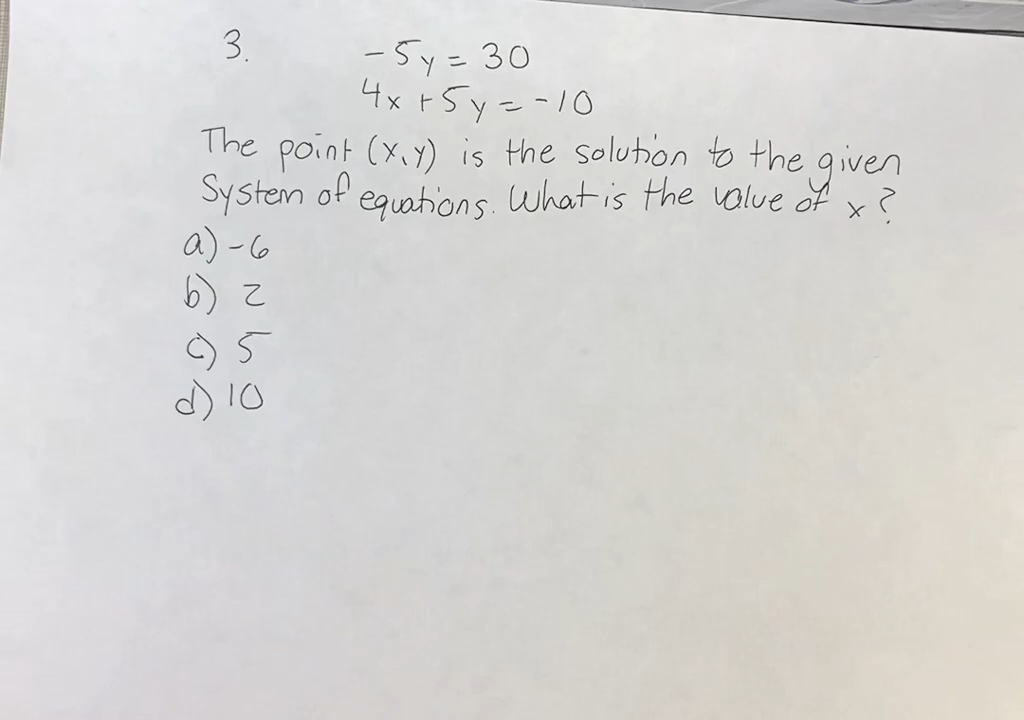 3. -5y = 30
4x + 5y = -10
The point (x,y) is the solution to the given
System of equations. What is the value of x?
a) -6
b) 2
c) 5
d) 10